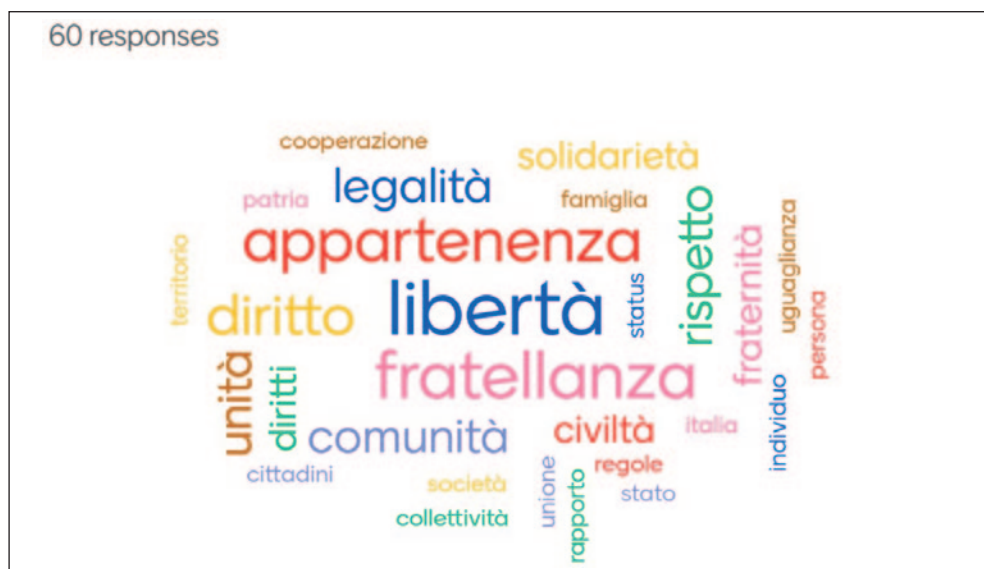 60 responses
cooperazione
solidarietà
legalità
patria
famiglia
appartenenza
rispetto
fraternità
uguaglianza
territorio
libertà
status
diritto
persona
fratellanza
unità
diritti
comunità
civiltà
italia
individuo
cittadini
società
unione
regole
rapporto
stato
collettività